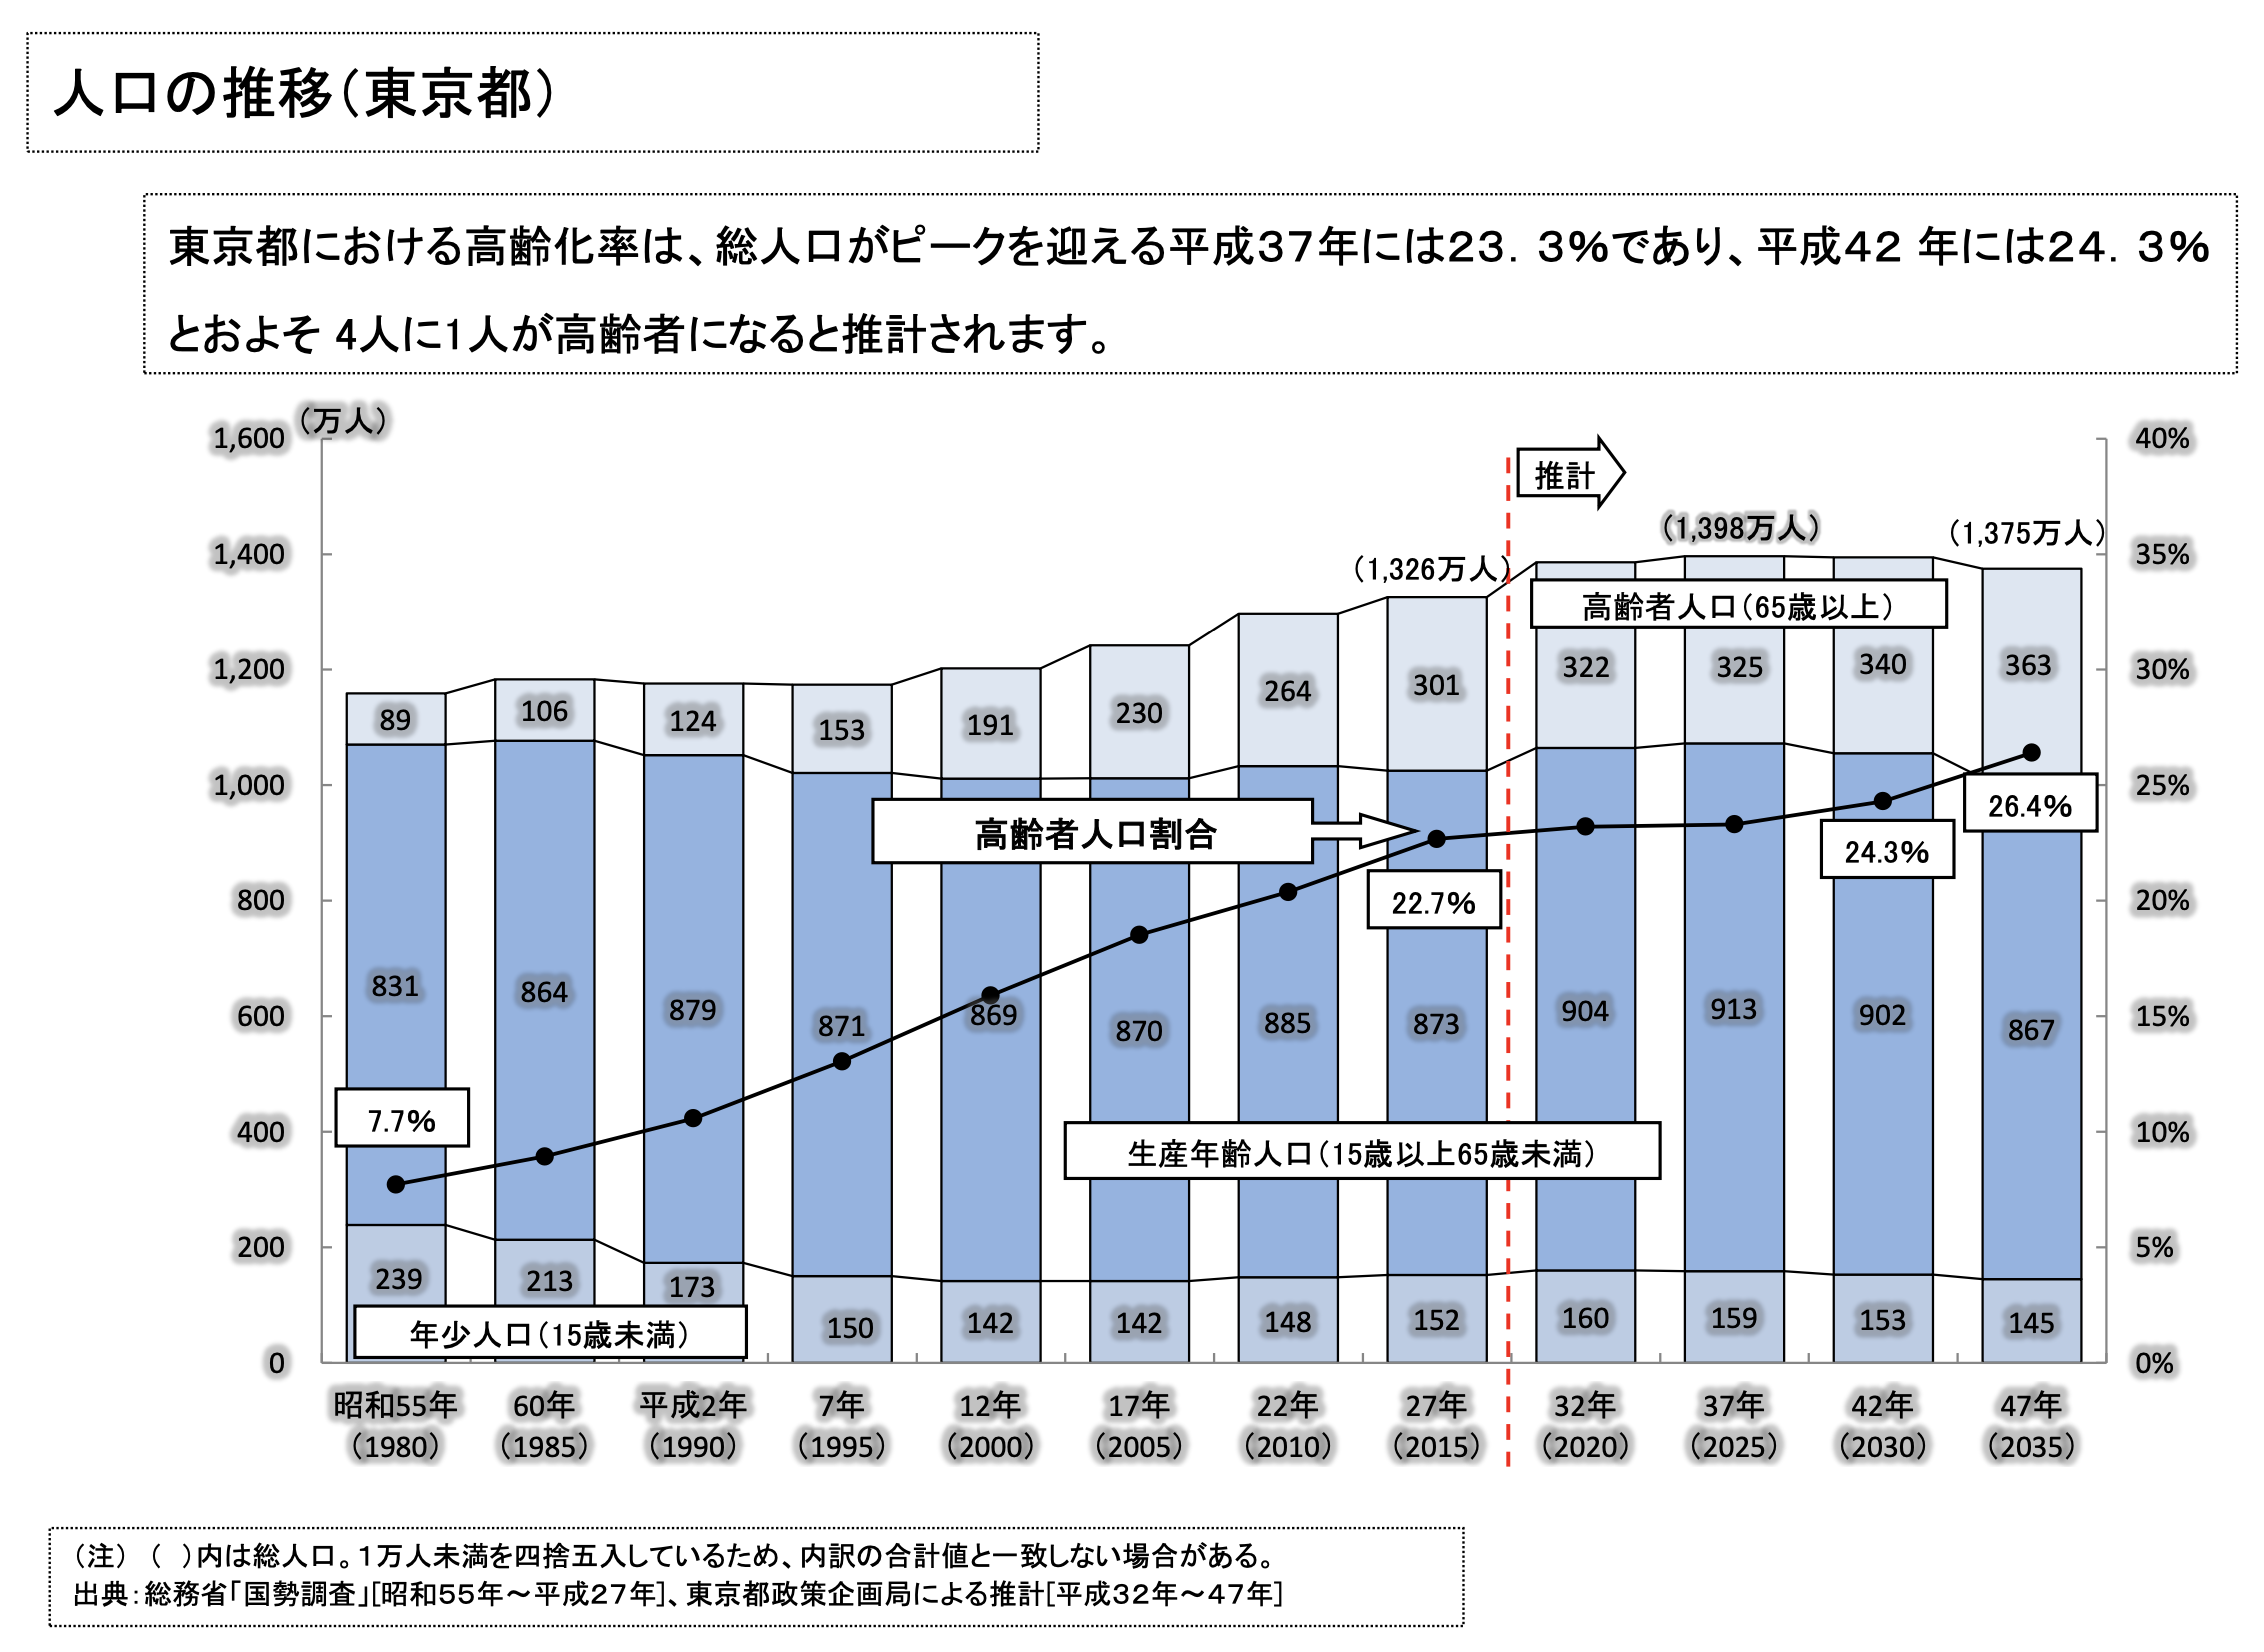 人口の推移（東京都）
東京都における高齢化率は、総人口がピークを迎える平成３７年には２３．３％であり、平成４２ 年には２４．３％
とおよそ ４人に１人が高齢者になると推計されます。
（万人）
1,600
1,400
1,200
1,000
800
600
400
200
0
40%
35%
30%
25%
20%
15%
10%
5%
0%
推計
（1,326万人）
（1,398万人）
（1,375万人）
高齢者人口（65歳以上）
89 106 124 153 191 230 264 301 322 325 340 363
高齢者人口割合
7.7%
22.7%
24.3%
26.4%
831 864 879 871 869 870 885 873 904 913 902 867
生産年齢人口（15歳以上65歳未満）
239 213 173 150 142 142 148 152 160 159 153 145
年少人口（15歳未満）
昭和55年 60年 平成2年 7年 12年 17年 22年 27年 32年 37年 42年 47年
（1980） （1985） （1990） （1995） （2000） （2005） （2010） （2015） （2020） （2025） （2030） （2035）
（注）　（　）内は総人口。１万人未満を四捨五入しているため、内訳の合計値と一致しない場合がある。
出典：総務省「国勢調査」[昭和５５年～平成２７年]、東京都政策企画局による推計[平成３２年～４７年]